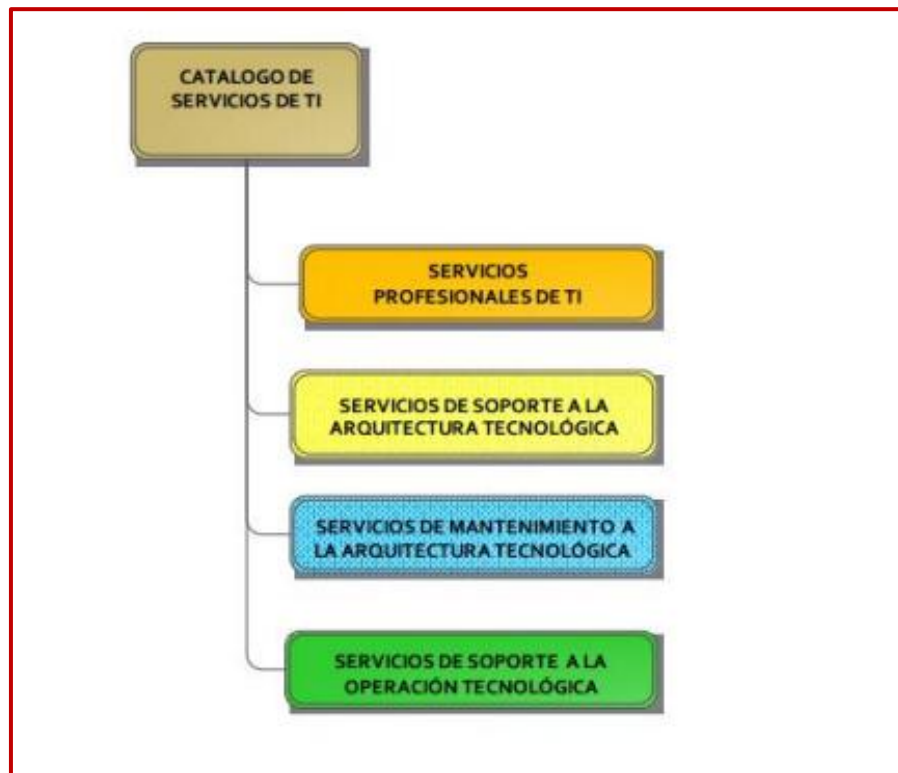 CATALOGO DE
SERVICIOS DE TI
SERVICIOS
PROFESIONALES DE TI
SERVICIOS DE SOPORTE A LA
ARQUITECTURA TECNOLÓGICA
SERVICIOS DE MANTENIMIENTO A
LA ARQUITECTURA TECNOLÓGICA
SERVICIOS DE SOPORTE A LA
OPERACIÓN TECNOLÓGICA